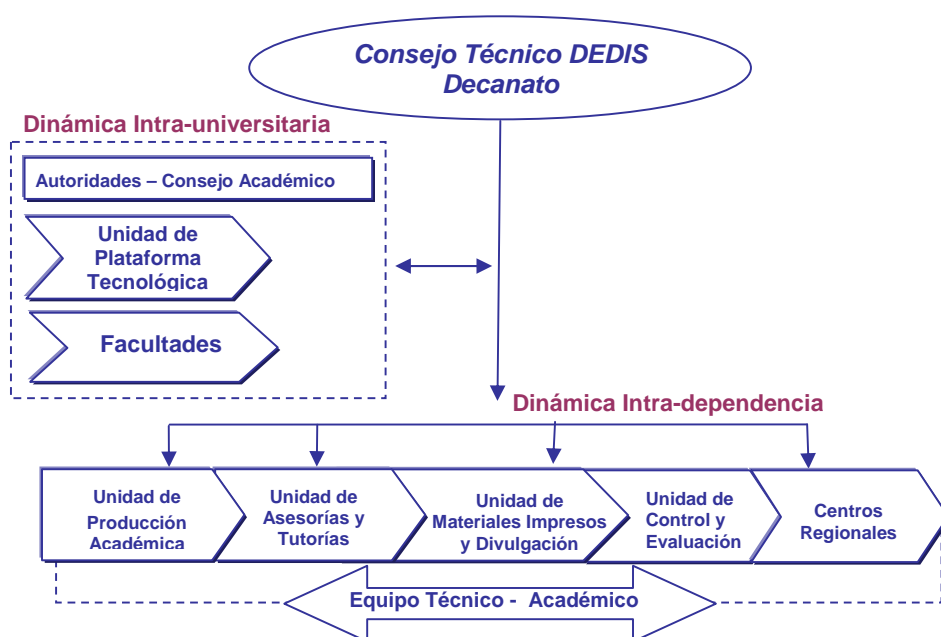 Consejo Técnico DEDIS
Decanato
Dinámica Intra-universitaria
Autoridades – Consejo Académico
Unidad de
Plataforma
Tecnológica
Facultades
Dinámica Intra-dependencia
Unidad de
Producción
Académica
Unidad de
Asesorías y
Tutorías
Unidad de
Materiales Impresos
y Divulgación
Unidad de
Control y
Evaluación
Centros
Regionales
Equipo Técnico - Académico